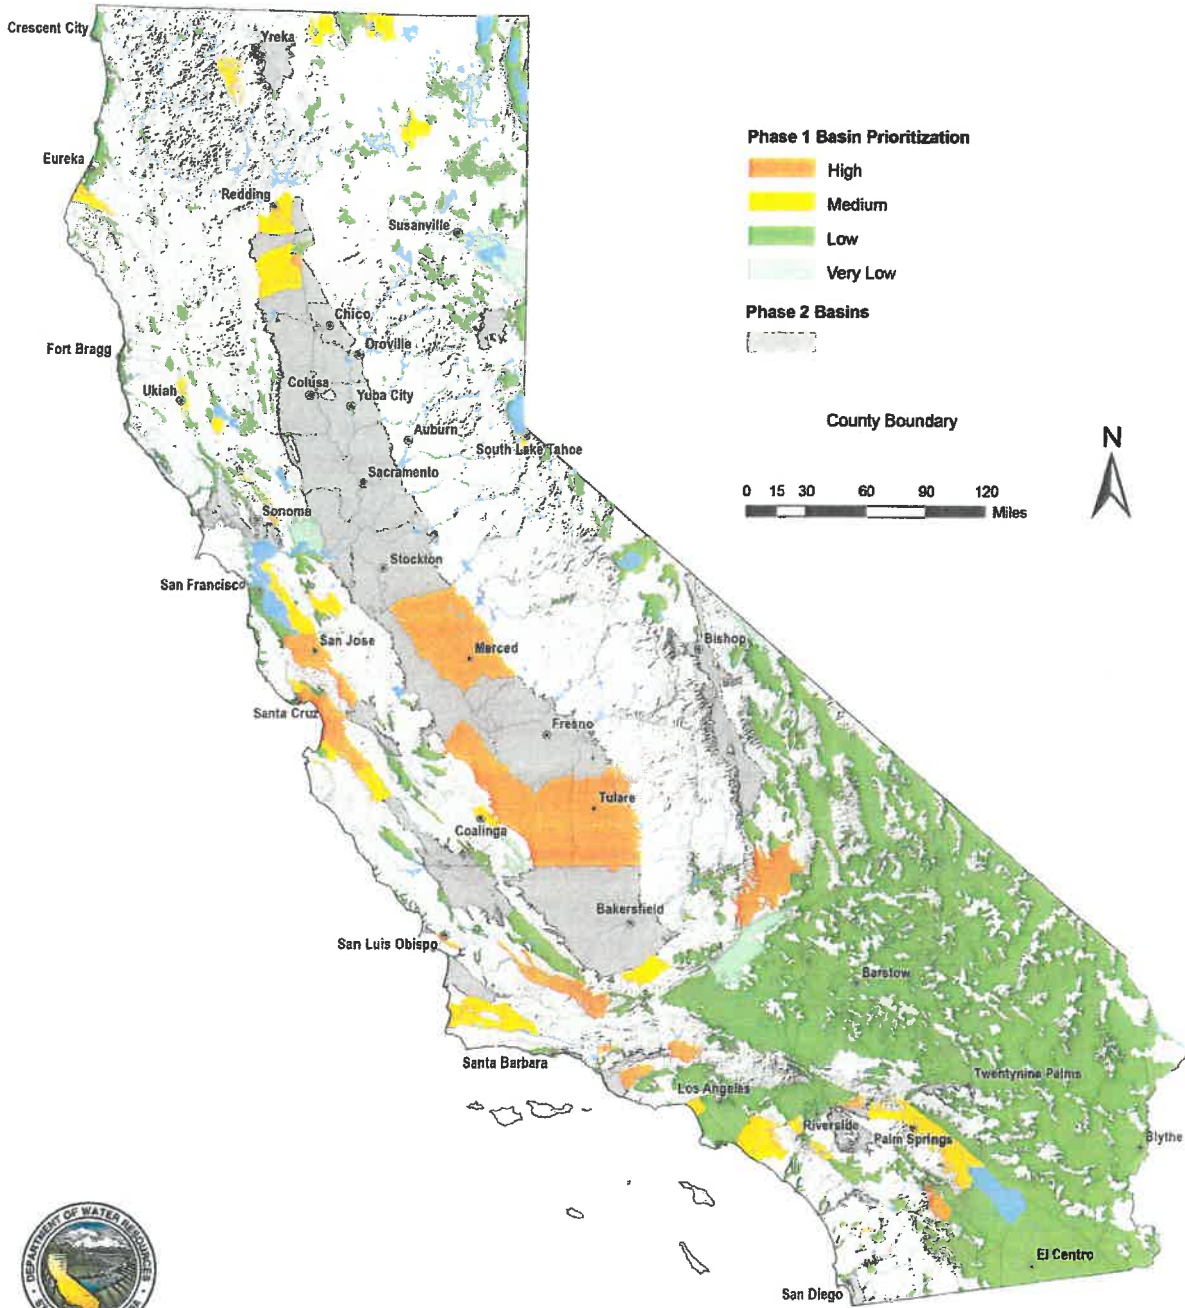 Crescent City
Yreka
Eureka
Redding
Susanville
Chico
Oroville
Fort Bragg
Colusa
Yuba City
Ukiah
Auburn
South Lake Tahoe
Sacramento
Sonoma
Stockton
San Francisco
San Jose
Merced
Bishop
Santa Cruz
Fresno
Tulare
Coalinga
Bakersfield
San Luis Obispo
Barstow
Santa Barbara
Twentynine Palms
Los Angeles
Riverside
Palm Springs
Blythe
El Centro
San Diego
Phase 1 Basin Prioritization
High
Medium
Low
Very Low
Phase 2 Basins
County Boundary
N
0 15 30 60 90 120
Miles
DEPARTMENT OF WATER RESOURCES